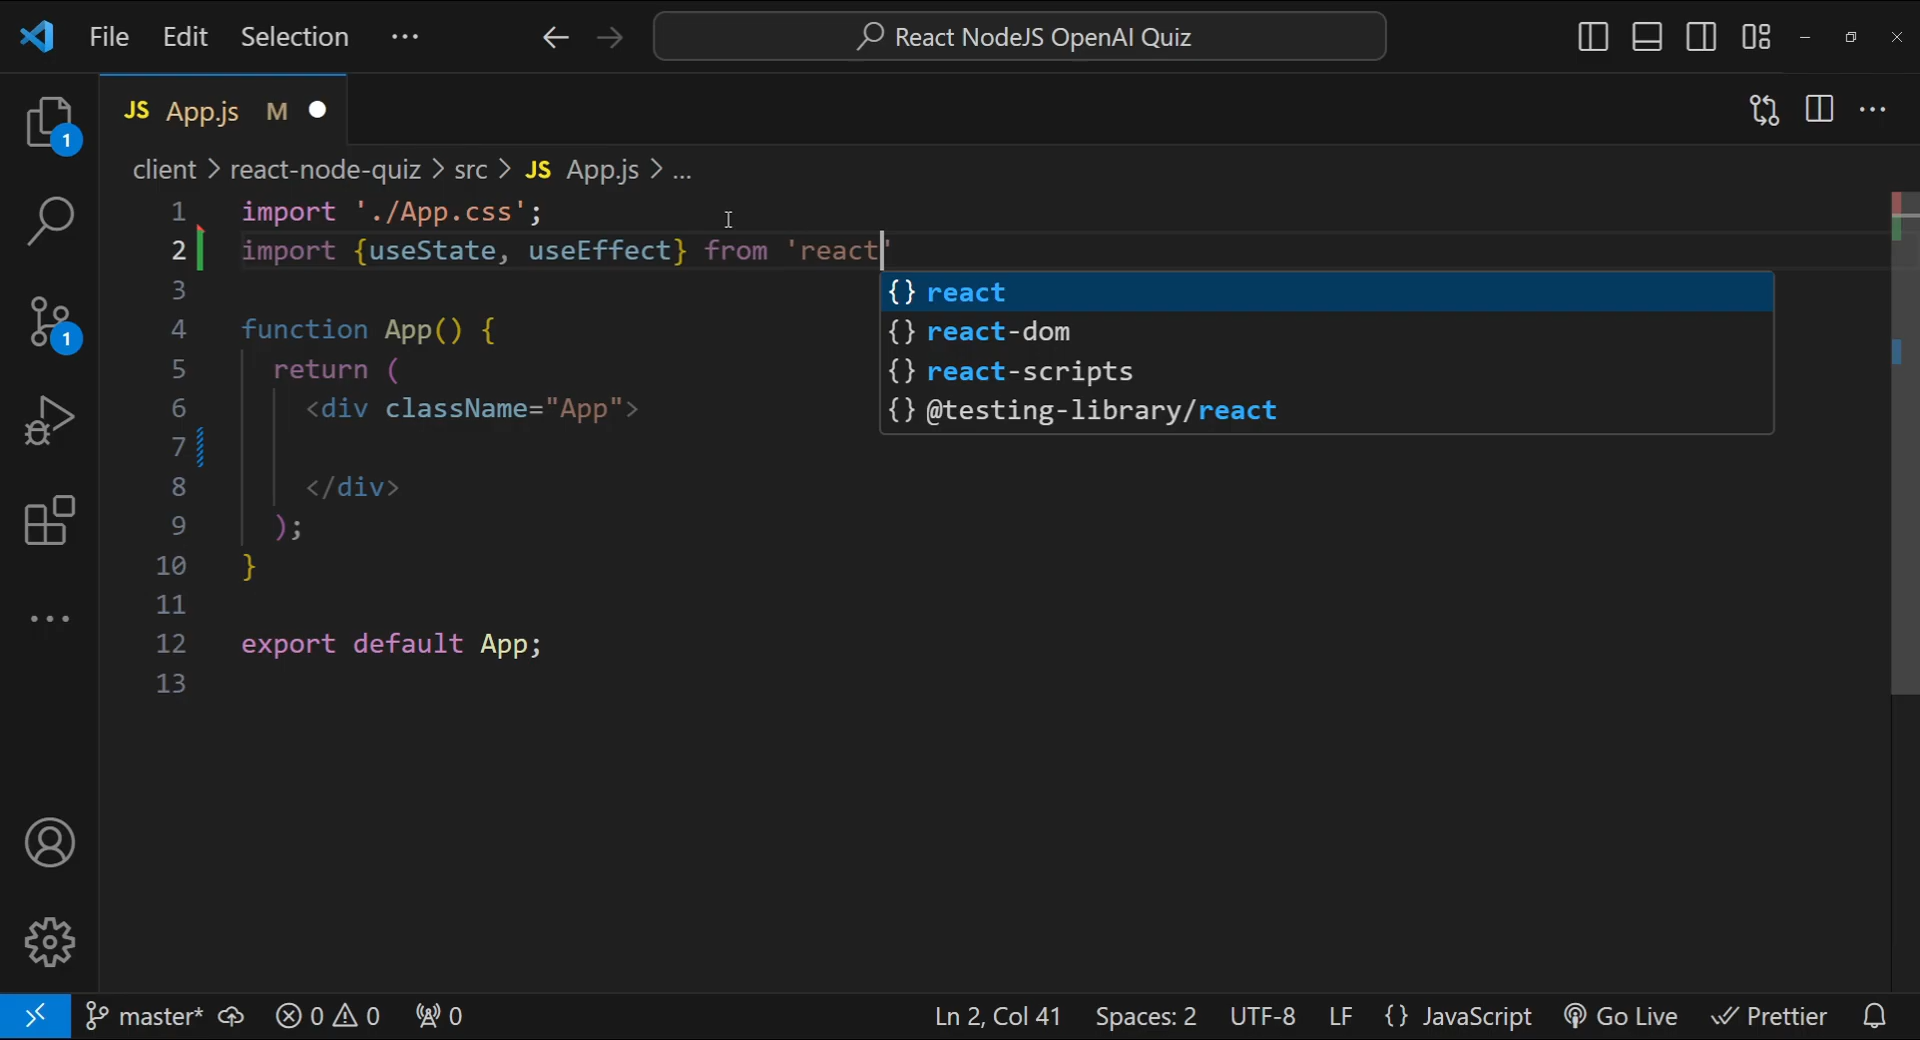 File Edit Selection ··· React NodeJS OpenAI Quiz
JS App.js M
client > react-node-quiz > src > JS App.js > ...
1 import './App.css';
2 import {useState, useEffect} from 'react'
3
4 function App() {
5 return (
6 <div className="App">
7
8 </div>
9 );
10 }
11
12 export default App;
13
{} react
{} react-dom
{} react-scripts
{} @testing-library/react
1
1
master* 0 0 0 Ln 2, Col 41 Spaces: 2 UTF-8 LF {} JavaScript Go Live Prettier